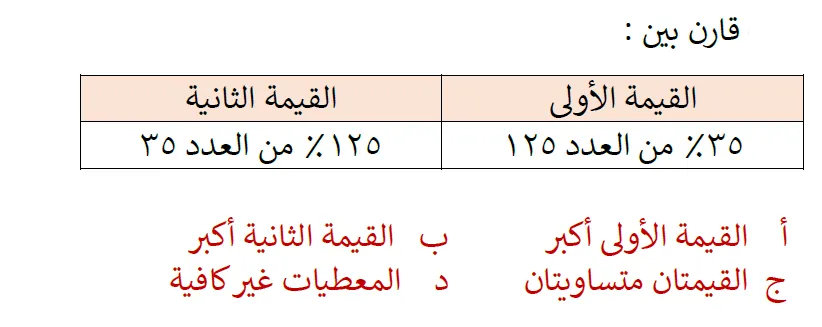 قارن بين :
القيمة الأولى القيمة الثانية
٣٥٪ من العدد ١٢٥ ١٢٥٪ من العدد ٣٥
أ القيمة الأولى أكبر ب القيمة الثانية أكبر
ج القيمتان متساويتان د المعطيات غير كافية